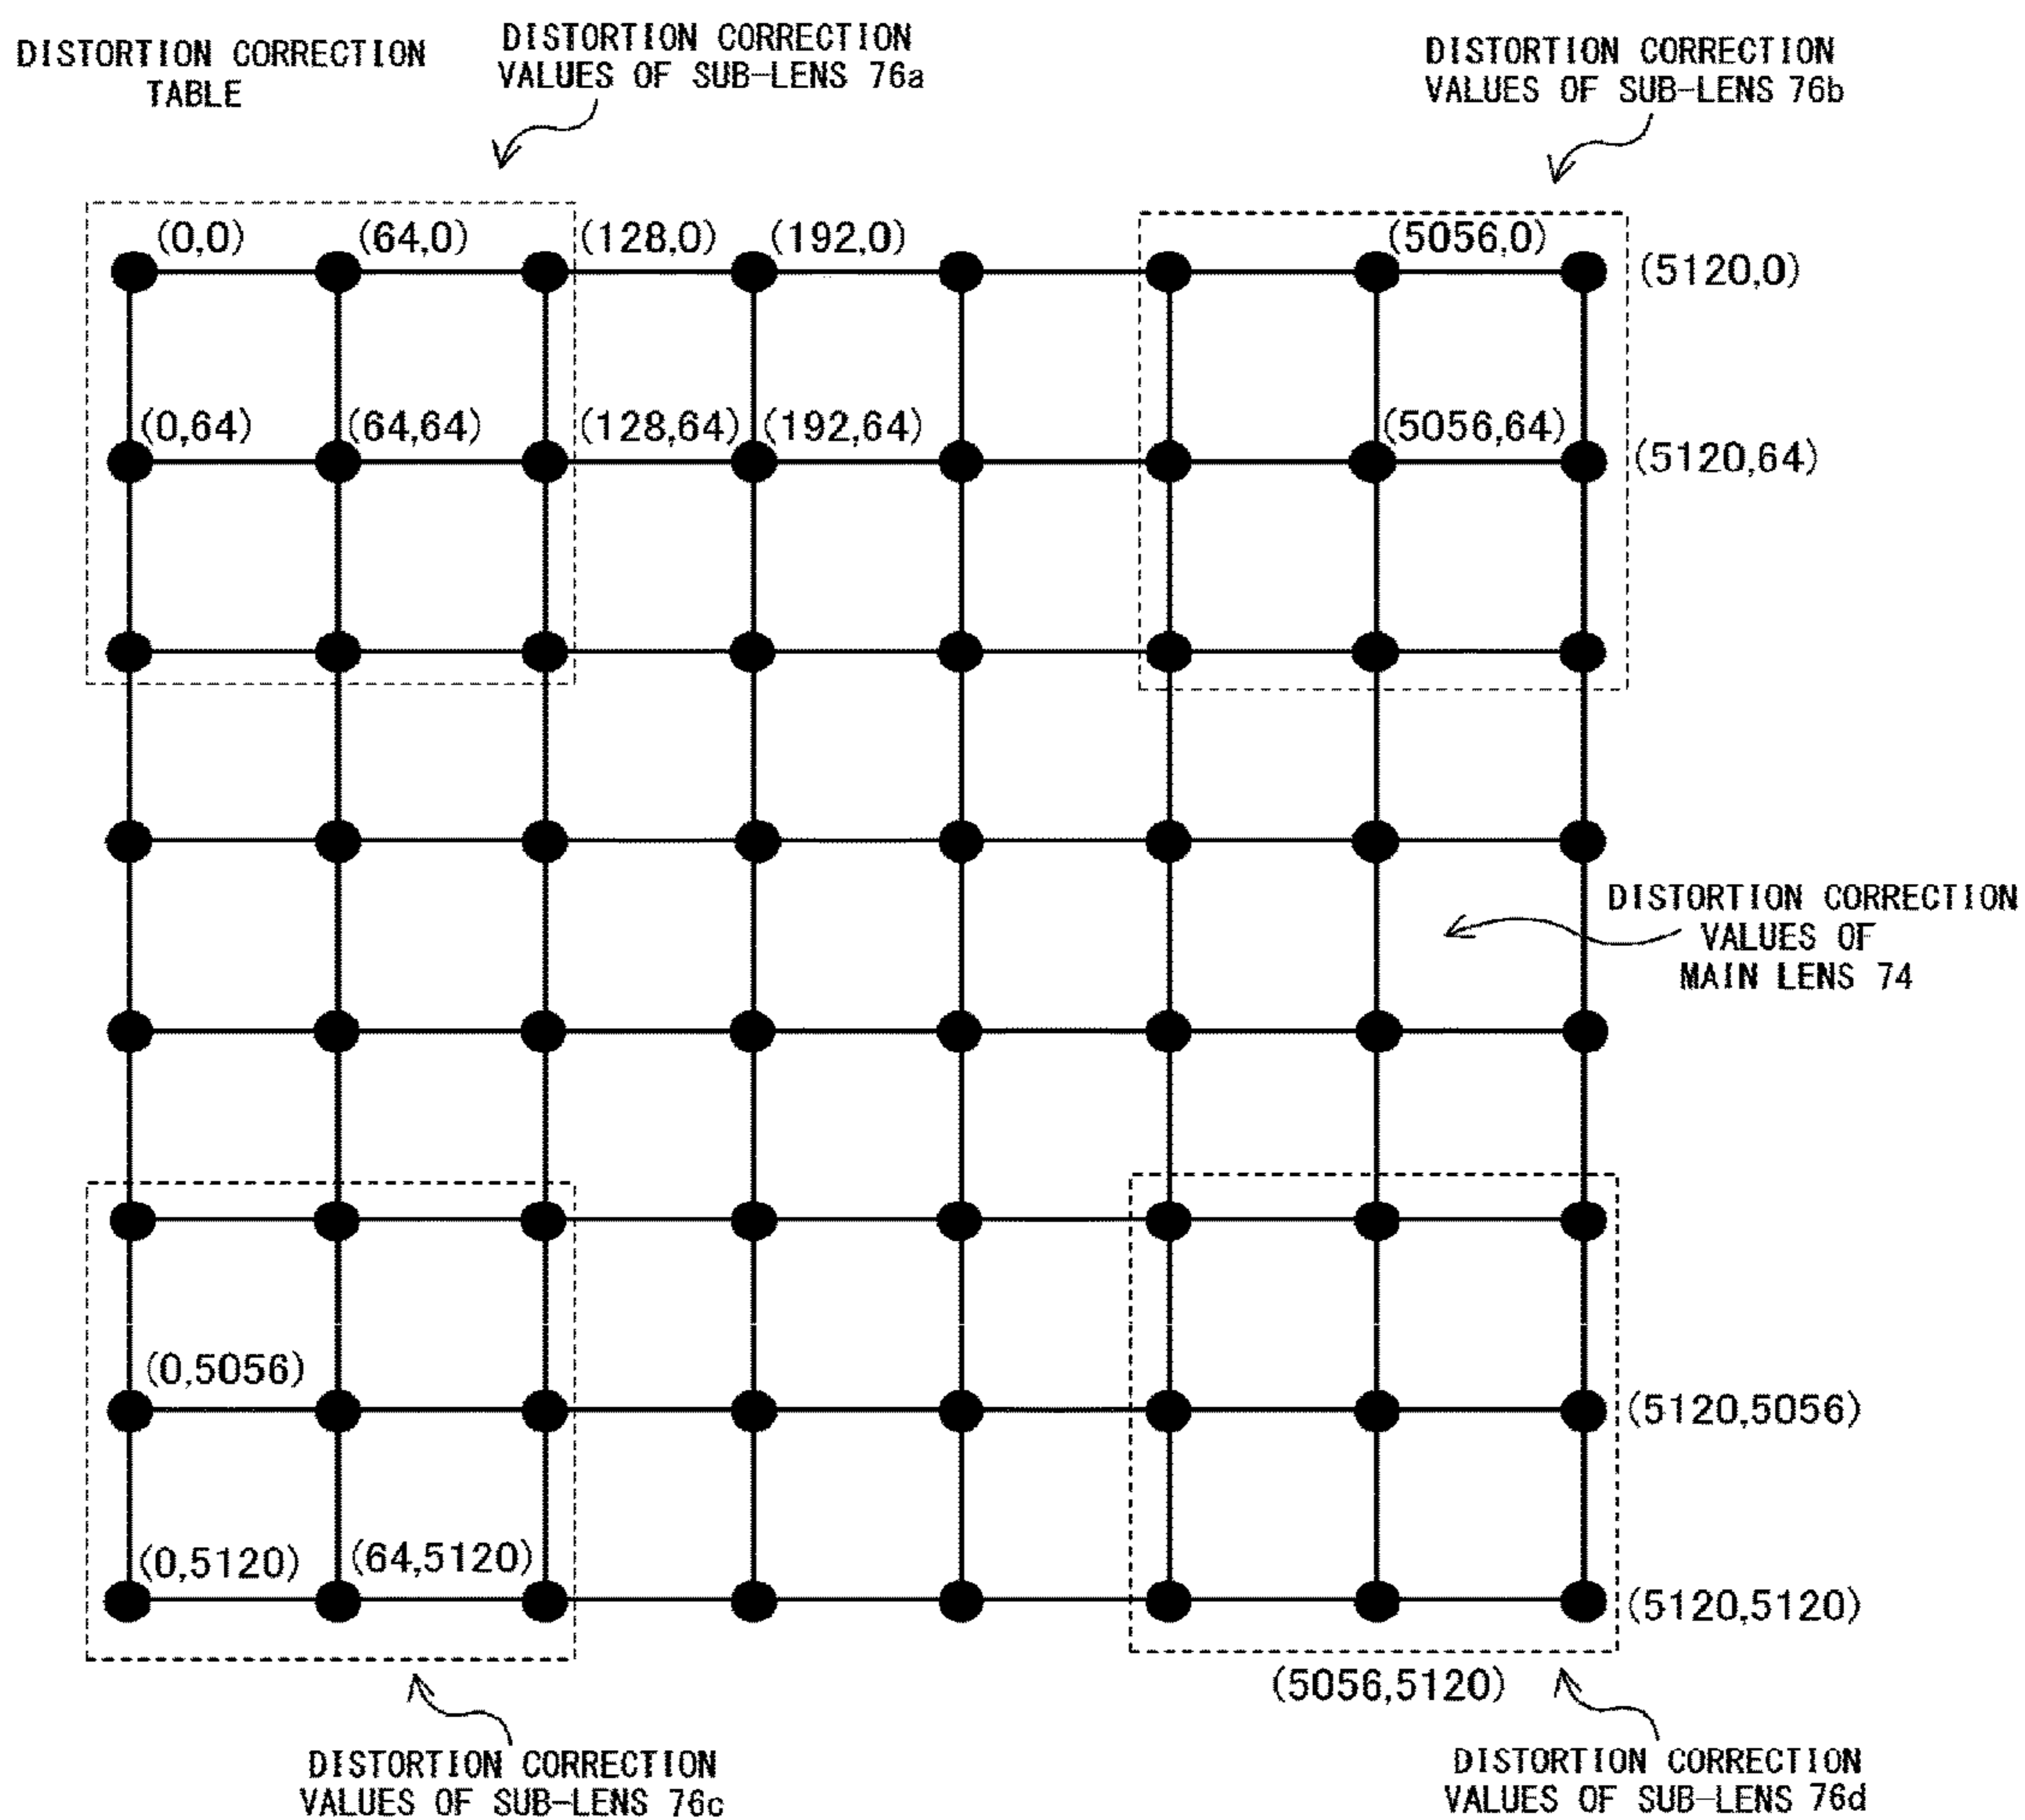 DISTORTION CORRECTION
TABLE
DISTORTION CORRECTION
VALUES OF SUB-LENS 76a
DISTORTION CORRECTION
VALUES OF SUB-LENS 76b
(0,0)
(64,0)
(128,0)
(192,0)
(5056,0)
(5120,0)
(0,64)
(64,64)
(128,64)
(192,64)
(5056,64)
(5120,64)
DISTORTION CORRECTION
VALUES OF
MAIN LENS 74
(0,5056)
(5120,5056)
(0,5120)
(64,5120)
(5120,5120)
(5056,5120)
DISTORTION CORRECTION
VALUES OF SUB-LENS 76c
DISTORTION CORRECTION
VALUES OF SUB-LENS 76d